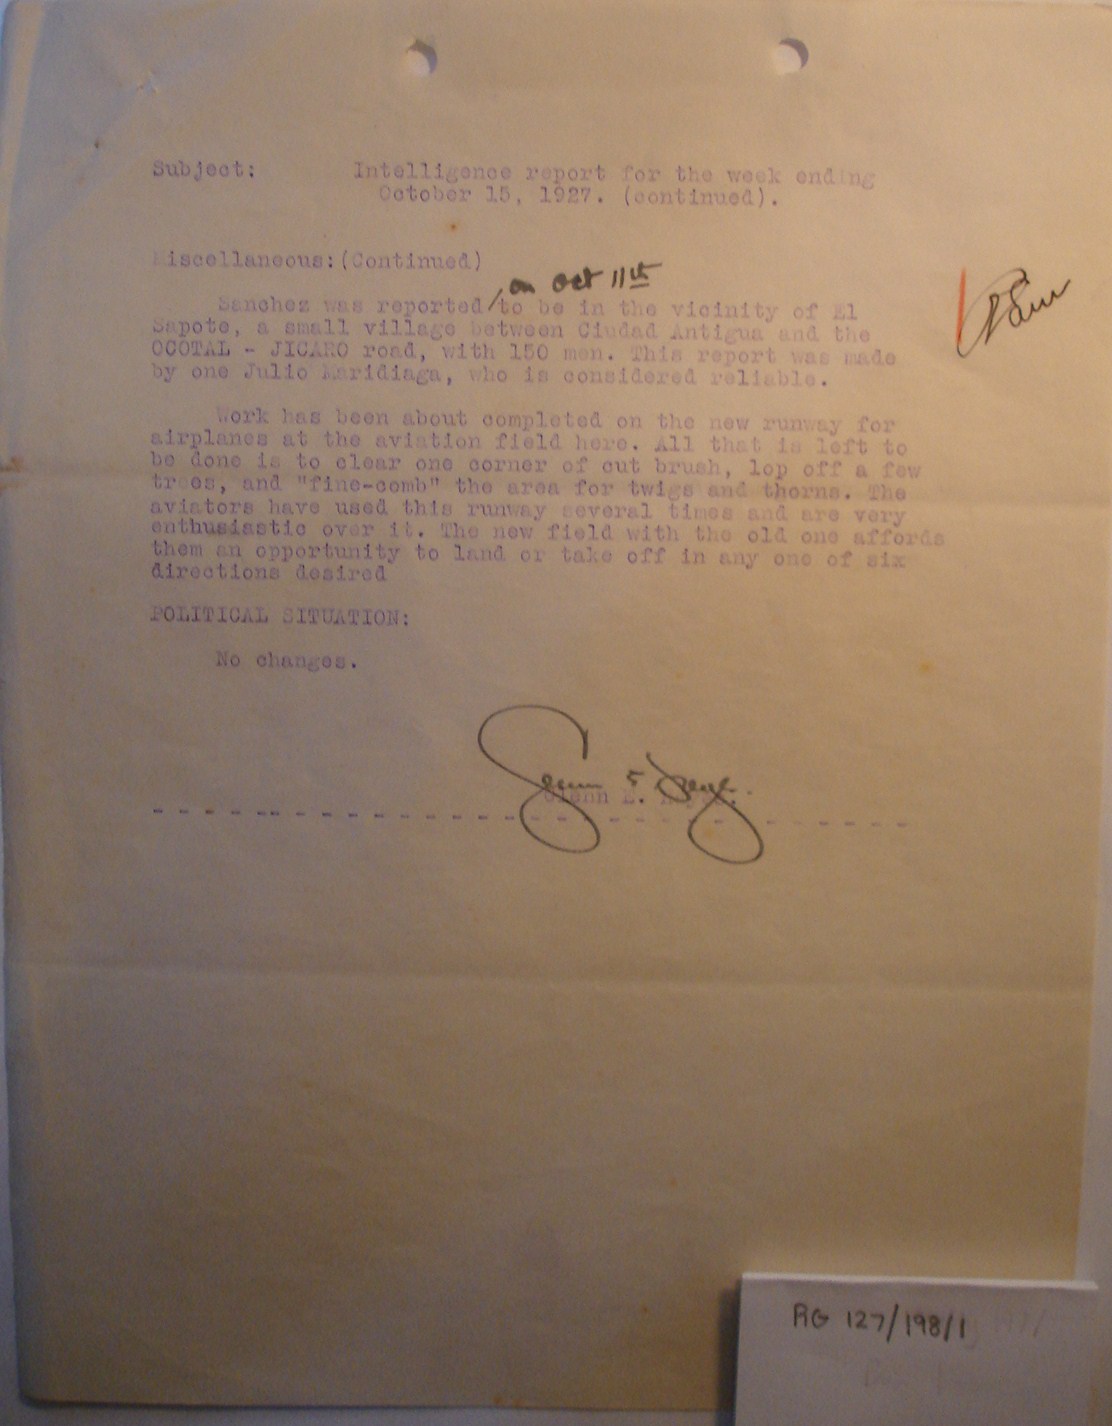 Subject: Intelligence report for the week ending
October 15, 1927. (continued).
Miscellaneous:(Continued)
on Oct 11th
Sanchez was reported to be in the vicinity of El
Sapote, a small village between Ciudad Antigua and the
OCOTAL - JICARO road, with 150 men. This report was made
by one Julio Maridiaga, who is considered reliable.
Work has been about completed on the new runway for
airplanes at the aviation field here. All that is left to
be done is to clear one corner of cut brush, lop off a few
trees, and "fine-comb" the area for twigs and thorns. The
aviators have used this runway several times and are very
enthusiastic over it. The new field with the old one affords
them an opportunity to land or take off in any one of six
directions desired
POLITICAL SITUATION:
No changes.
Glenn E.
RG 127/198/1